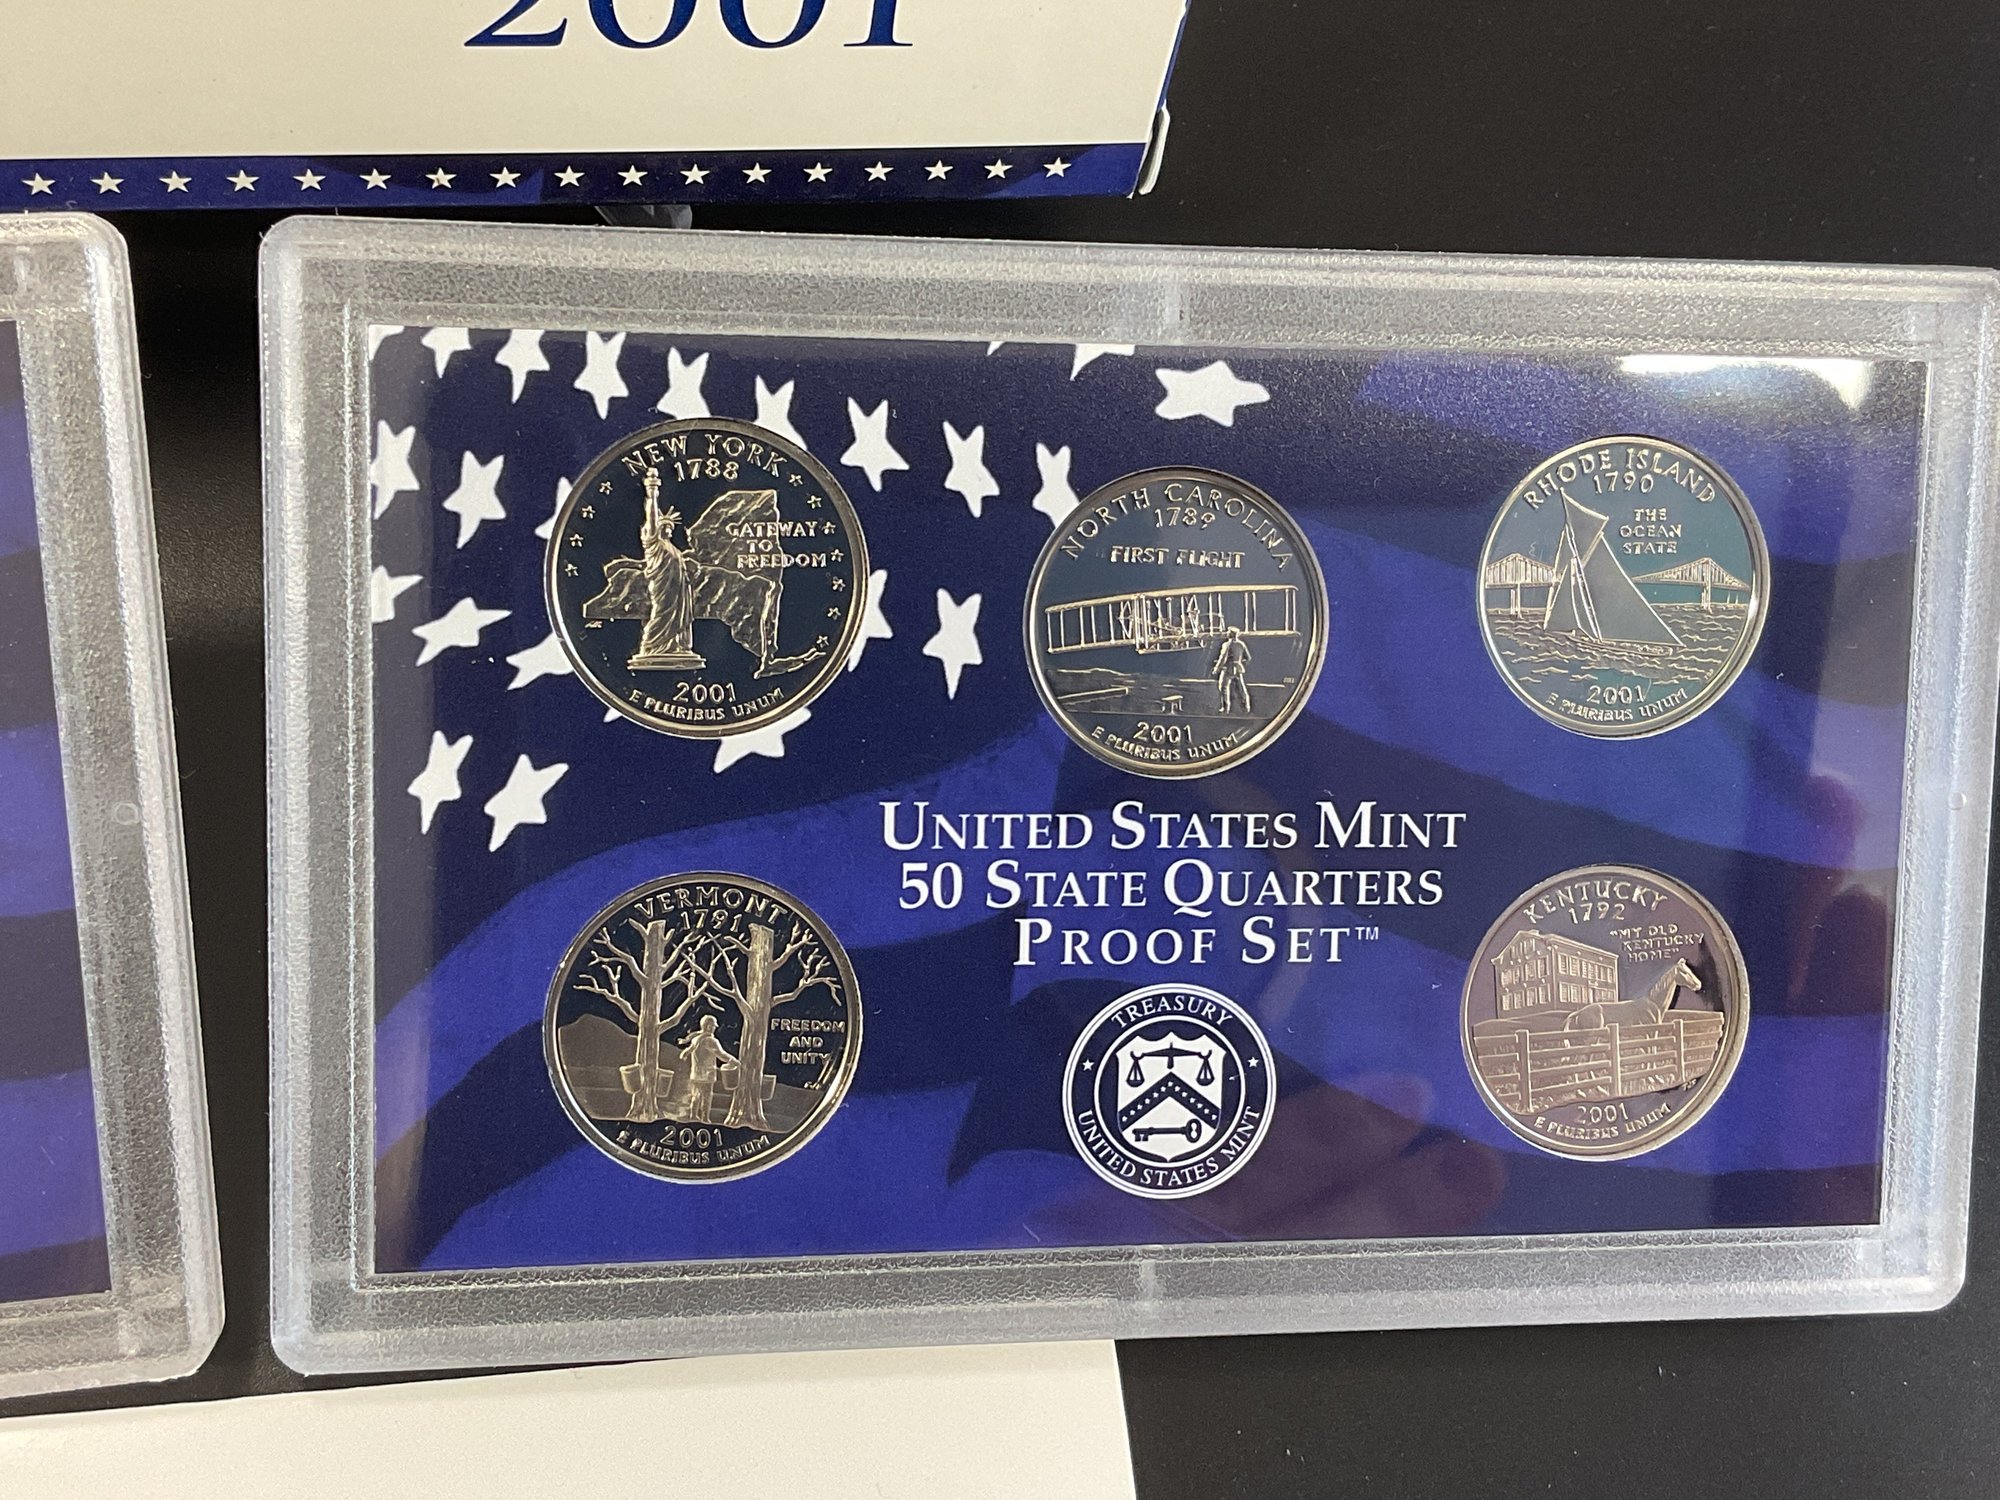 2001
NEW YORK
1788
GATEWAY
TO
FREEDOM
2001
E PLURIBUS UNUM
NORTH CAROLINA
1789
FIRST FLIGHT
2001
E PLURIBUS UNUM
RHODE ISLAND
1790
THE
OCEAN
STATE
2001
E PLURIBUS UNUM
UNITED STATES MINT
50 STATE QUARTERS
PROOF SET™
VERMONT
1791
FREEDOM
AND
UNITY
2001
E PLURIBUS UNUM
TREASURY
UNITED STATES MINT
KENTUCKY
1792
"MY OLD
KENTUCKY
HOME"
2001
E PLURIBUS UNUM